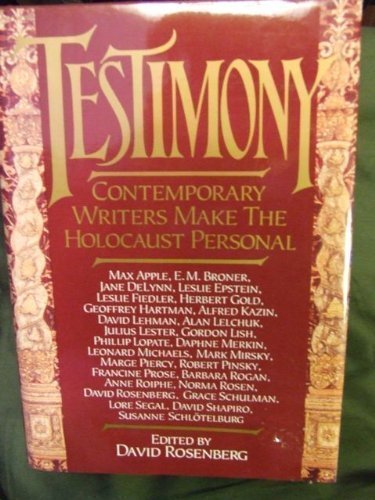 TESTIMONY
CONTEMPORARY
WRITERS MAKE THE
HOLOCAUST PERSONAL
MAX APPLE, E.M. BRONER,
JANE DELYNN, LESLIE EPSTEIN,
LESLIE FIEDLER, HERBERT GOLD,
GEOFFREY HARTMAN, ALFRED KAZIN,
DAVID LEHMAN, ALAN LELCHUK,
JULIUS LESTER, GORDON LISH,
PHILLIP LOPATE, DAPHNE MERKIN,
LEONARD MICHAELS, MARK MIRSKY,
MARGE PIERCY, ROBERT PINSKY,
FRANCINE PROSE, BARBARA ROGAN,
ANNE ROIPHE, NORMA ROSEN,
DAVID ROSENBERG, GRACE SCHULMAN,
LORE SEGAL, DAVID SHAPIRO,
SUSANNE SCHLÖTELBURG
EDITED BY
DAVID ROSENBERG